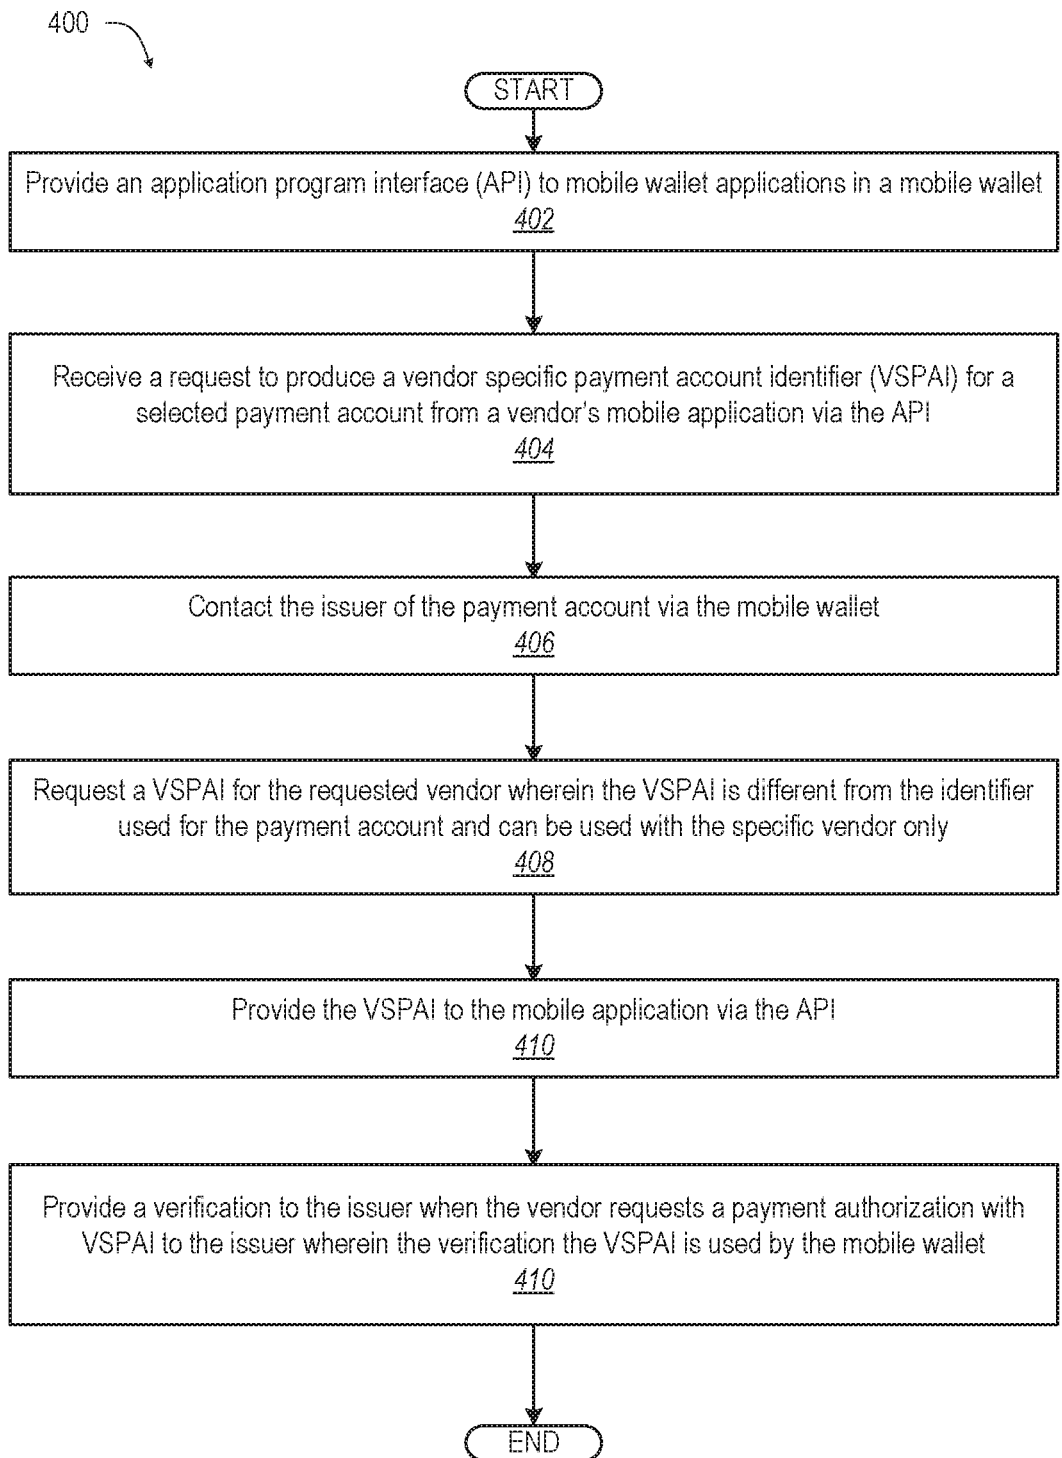 400
START
Provide an application program interface (API) to mobile wallet applications in a mobile wallet
402
Receive a request to produce a vendor specific payment account identifier (VSPAI) for a
selected payment account from a vendor's mobile application via the API
404
Contact the issuer of the payment account via the mobile wallet
406
Request a VSPAI for the requested vendor wherein the VSPAI is different from the identifier
used for the payment account and can be used with the specific vendor only
408
Provide the VSPAI to the mobile application via the API
410
Provide a verification to the issuer when the vendor requests a payment authorization with
VSPAI to the issuer wherein the verification the VSPAI is used by the mobile wallet
410
END